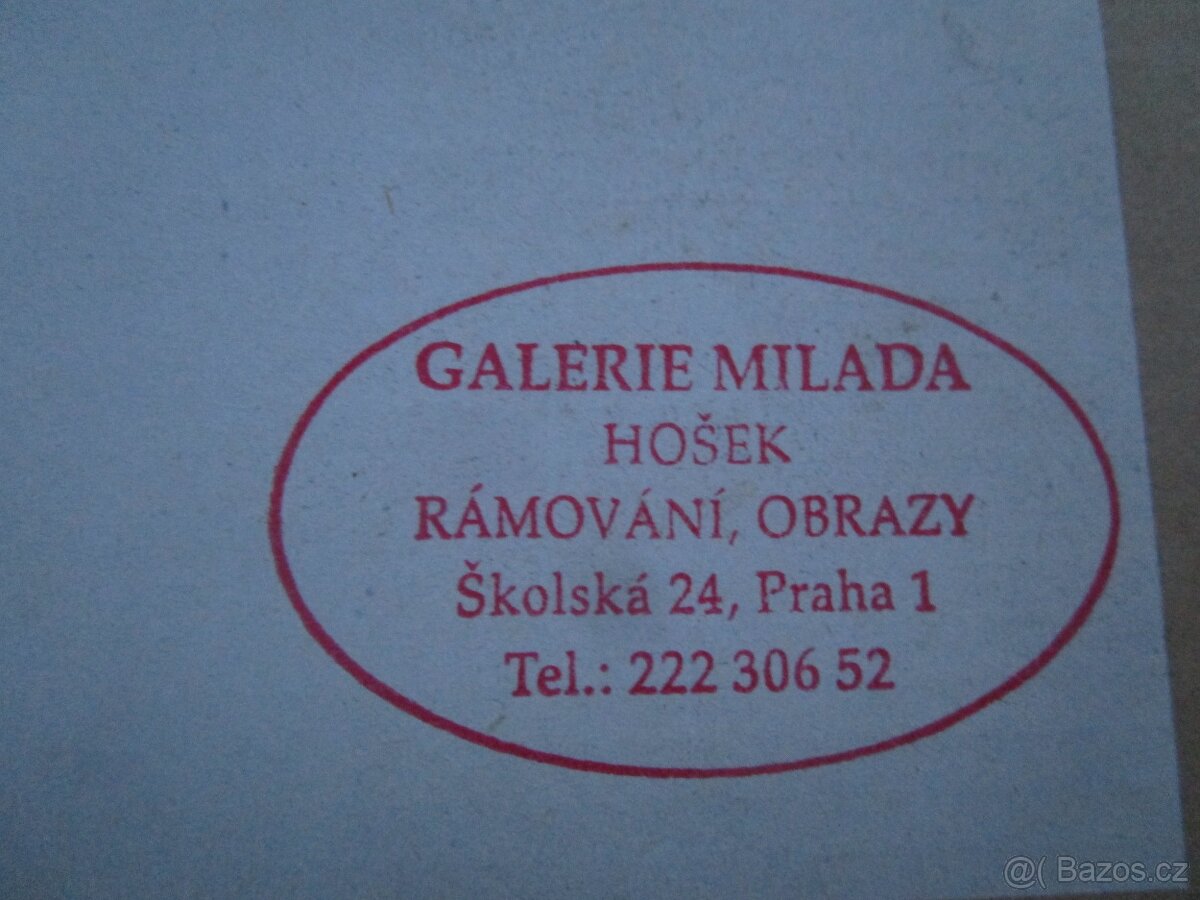 GALERIE MILADA
HOŠEK
RÁMOVÁNÍ, OBRAZY
Školská 24, Praha 1
Tel.: 222 306 52
@( Bazos.cz